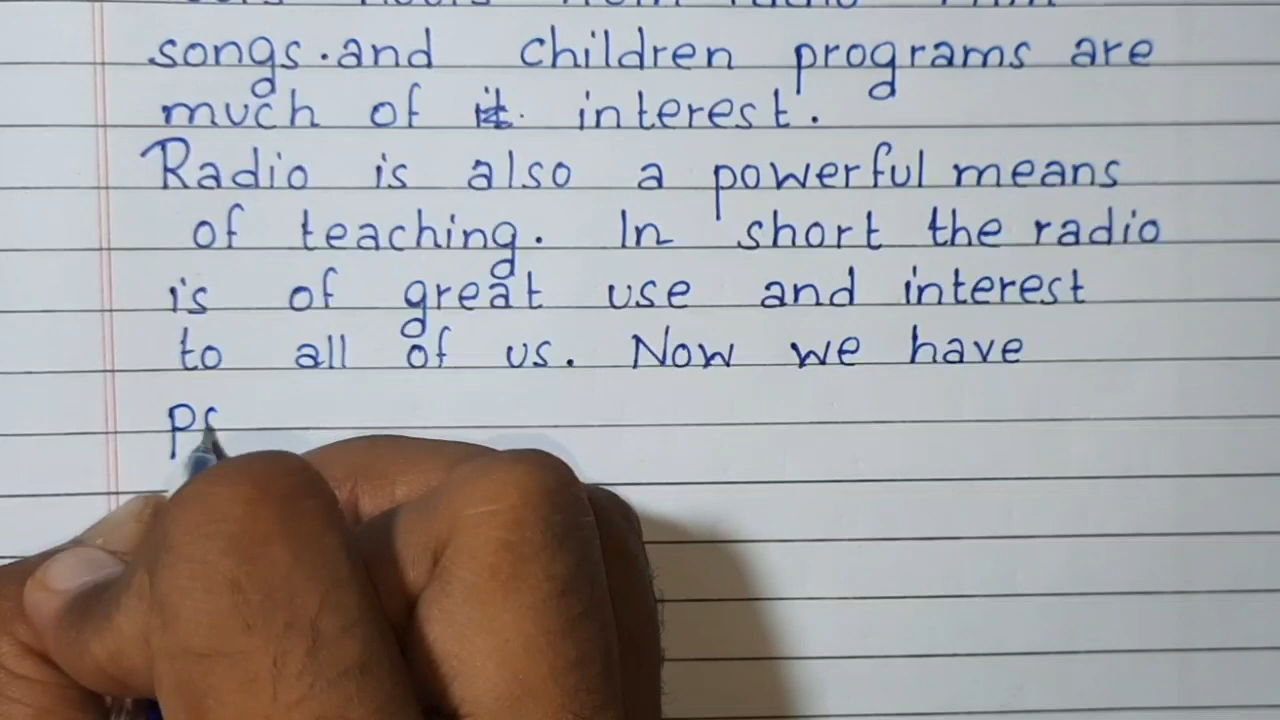 songs. and children programs are
much of it. interest.
Radio is also a powerful means
of teaching. In short the radio
is of great use and interest
to all of us. Now we have